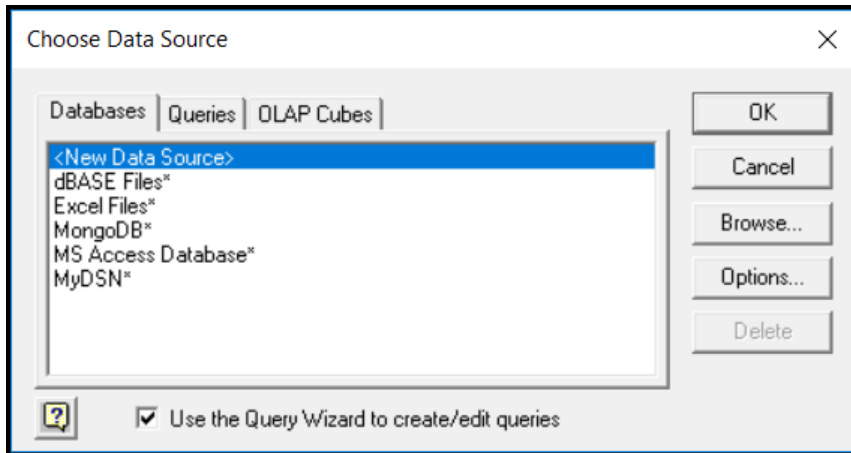 Choose Data Source
Databases Queries OLAP Cubes
<New Data Source>
dBASE Files*
Excel Files*
MongoDB*
MS Access Database*
MyDSN*
OK
Cancel
Browse...
Options...
Delete
Use the Query Wizard to create/edit queries